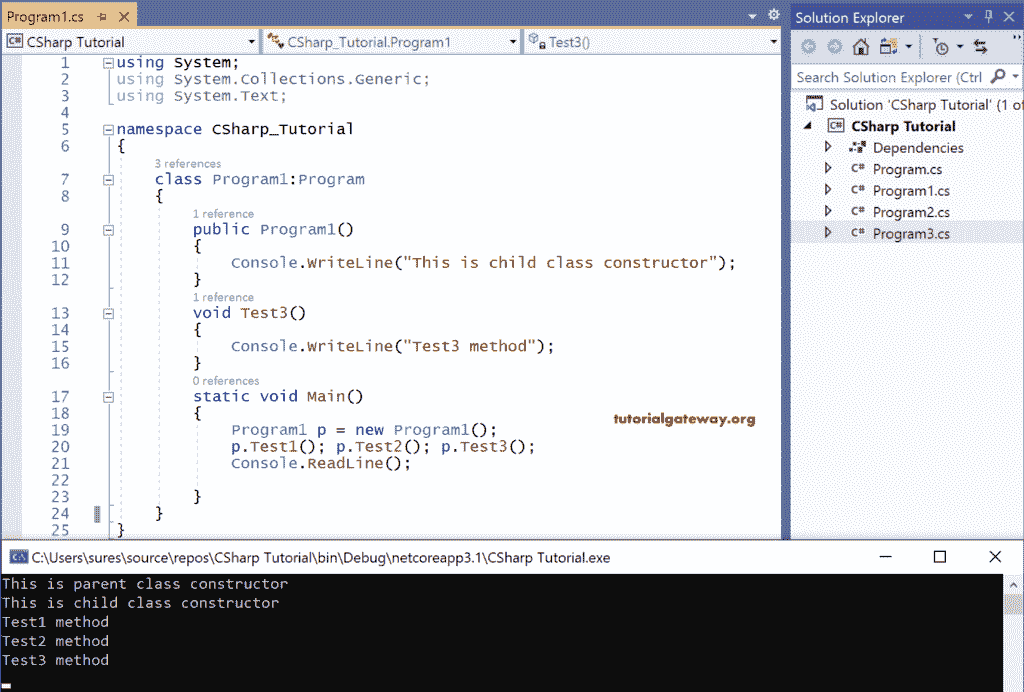 Program1.cs
Solution Explorer
CSharp Tutorial
CSharp_Tutorial.Program1
Test3()
Search Solution Explorer (Ctrl
Solution 'CSharp Tutorial' (1 of
CSharp Tutorial
Dependencies
Program.cs
Program1.cs
Program2.cs
Program3.cs
1 using System;
2 using System.Collections.Generic;
3 using System.Text;
4
5 namespace CSharp_Tutorial
6 {
3 references
7 class Program1:Program
8 {
1 reference
9 public Program1()
10 {
11 Console.WriteLine("This is child class constructor");
12 }
1 reference
13 void Test3()
14 {
15 Console.WriteLine("Test3 method");
16 }
0 references
17 static void Main()
18 {
19 Program1 p = new Program1();
20 p.Test1(); p.Test2(); p.Test3();
21 Console.ReadLine();
22
23 }
24 }
25 }
tutorialgateway.org
C:\Users\sures\source\repos\CSharp Tutorial\bin\Debug\netcoreapp3.1\CSharp Tutorial.exe
This is parent class constructor
This is child class constructor
Test1 method
Test2 method
Test3 method